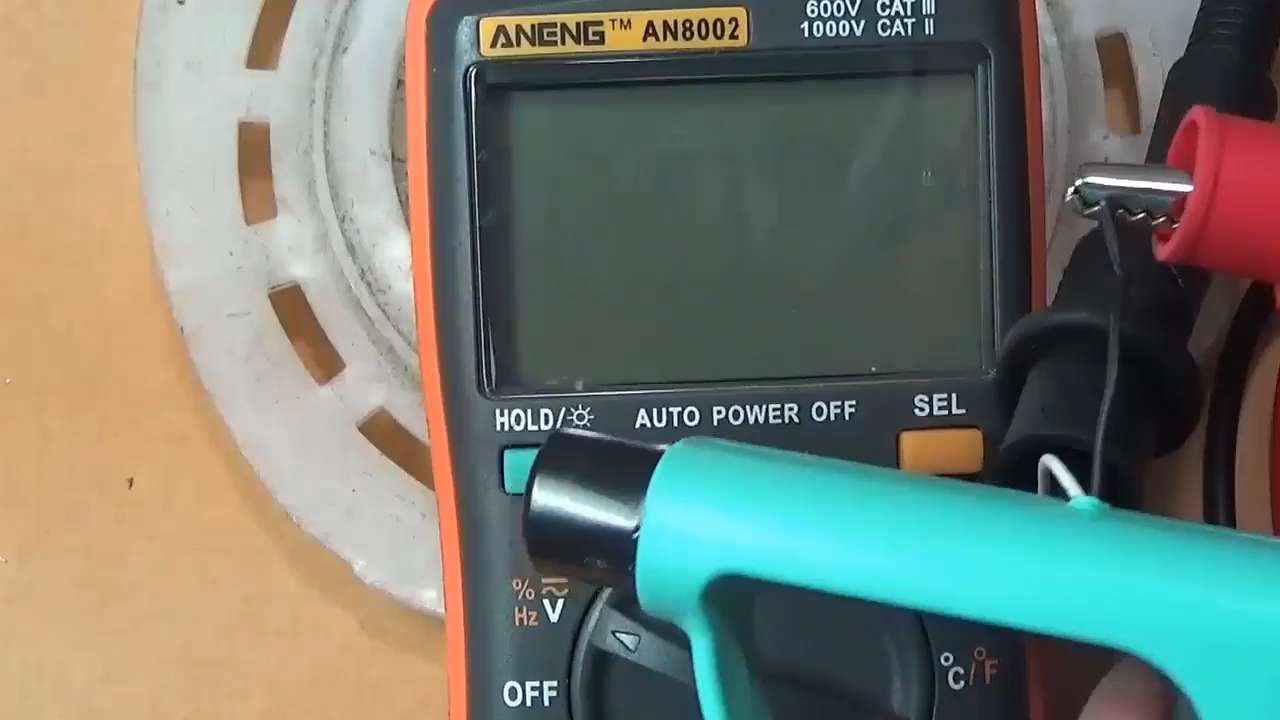 ANENG™ AN8002
600V CAT III
1000V CAT II
HOLD/
AUTO POWER OFF
SEL
%
Hz V
OFF
°C/°F